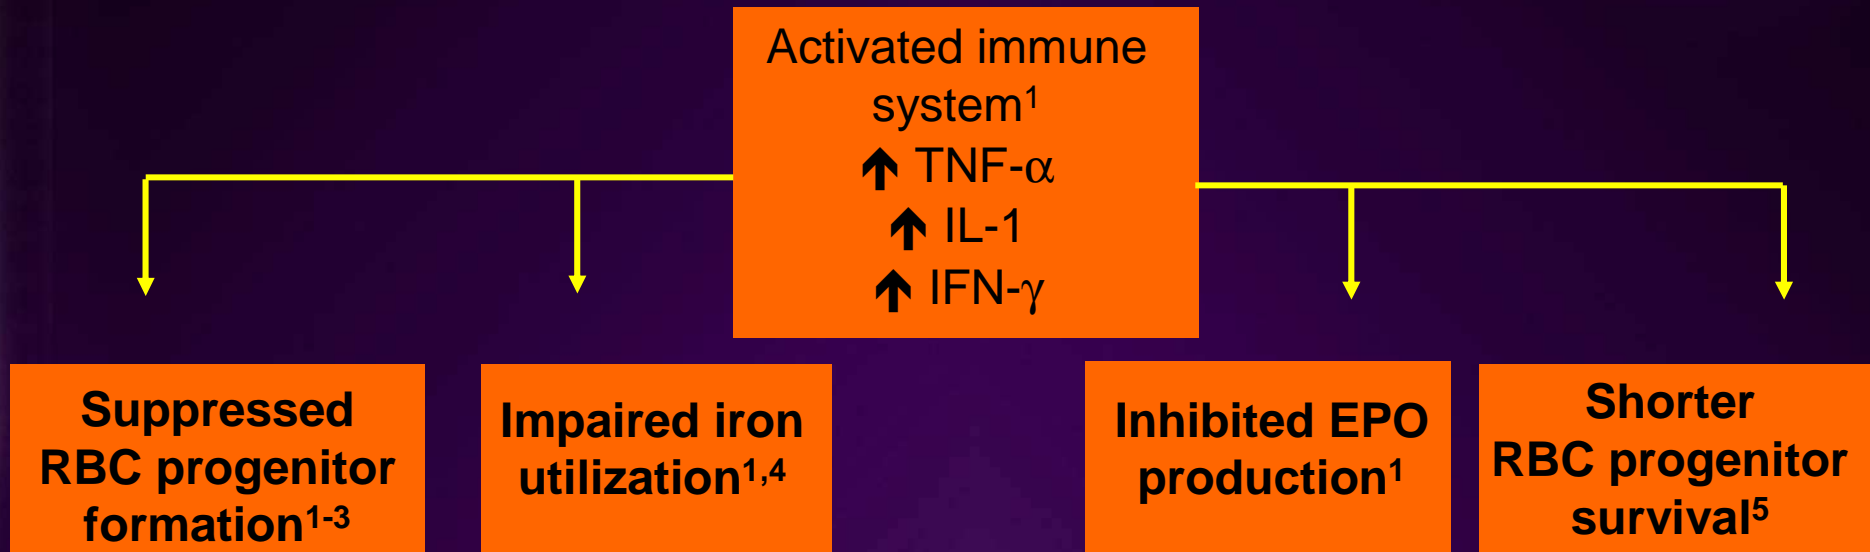 Activated immune
system¹
🡹 TNF-α
🡹 IL-1
🡹 IFN-γ
Suppressed
RBC progenitor
formation¹⁻³
Impaired iron
utilization¹,⁴
Inhibited EPO
production¹
Shorter
RBC progenitor
survival⁵